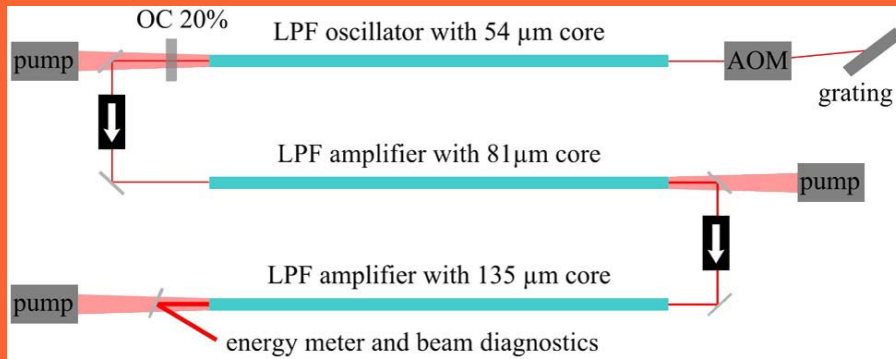 OC 20%
LPF oscillator with 54 µm core
pump
AOM
grating
LPF amplifier with 81µm core
pump
LPF amplifier with 135 µm core
pump
energy meter and beam diagnostics